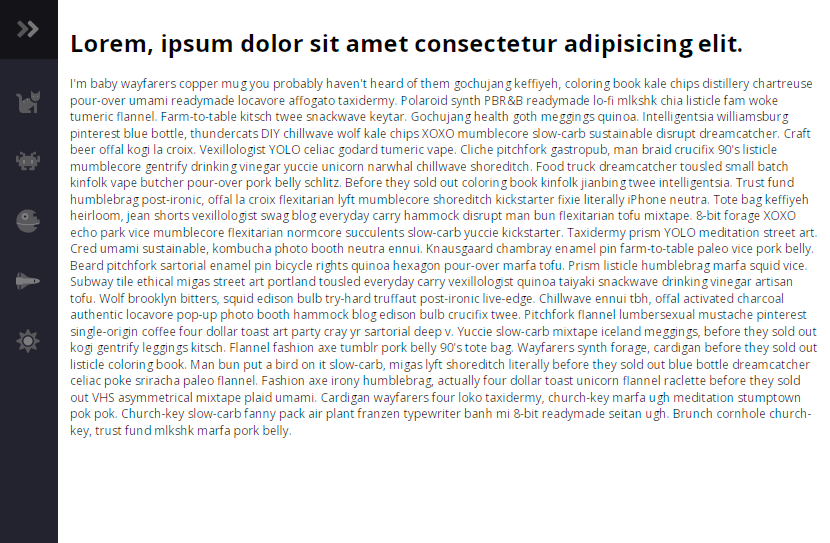 Lorem, ipsum dolor sit amet consectetur adipisicing elit.
I'm baby wayfarers copper mug you probably haven't heard of them gochujang keffiyeh, coloring book kale chips distillery chartreuse
pour-over umami readymade locavore affogato taxidermy. Polaroid synth PBR&B readymade lo-fi mlkshk chia listicle fam woke
tumeric flannel. Farm-to-table kitsch twee snackwave keytar. Gochujang health goth meggings quinoa. Intelligentsia williamsburg
pinterest blue bottle, thundercats DIY chillwave wolf kale chips XOXO mumblecore slow-carb sustainable disrupt dreamcatcher. Craft
beer offal kogi la croix. Vexillologist YOLO celiac godard tumeric vape. Cliche pitchfork gastropub, man braid crucifix 90's listicle
mumblecore gentrify drinking vinegar yuccie unicorn narwhal chillwave shoreditch. Food truck dreamcatcher tousled small batch
kinfolk vape butcher pour-over pork belly schlitz. Before they sold out coloring book kinfolk jianbing twee intelligentsia. Trust fund
humblebrag post-ironic, offal la croix flexitarian lyft mumblecore shoreditch kickstarter fixie literally iPhone neutra. Tote bag keffiyeh
heirloom, jean shorts vexillologist swag blog everyday carry hammock disrupt man bun flexitarian tofu mixtape. 8-bit forage XOXO
echo park vice mumblecore flexitarian normcore succulents slow-carb yuccie kickstarter. Taxidermy prism YOLO meditation street art.
Cred umami sustainable, kombucha photo booth neutra ennui. Knausgaard chambray enamel pin farm-to-table paleo vice pork belly.
Beard pitchfork sartorial enamel pin bicycle rights quinoa hexagon pour-over marfa tofu. Prism listicle humblebrag marfa squid vice.
Subway tile ethical migas street art portland tousled everyday carry vexillologist quinoa taiyaki snackwave drinking vinegar artisan
tofu. Wolf brooklyn bitters, squid edison bulb try-hard truffaut post-ironic live-edge. Chillwave ennui tbh, offal activated charcoal
authentic locavore pop-up photo booth hammock blog edison bulb crucifix twee. Pitchfork flannel lumbersexual mustache pinterest
single-origin coffee four dollar toast art party cray yr sartorial deep v. Yuccie slow-carb mixtape iceland meggings, before they sold out
kogi gentrify leggings kitsch. Flannel fashion axe tumblr pork belly 90's tote bag. Wayfarers synth forage, cardigan before they sold out
listicle coloring book. Man bun put a bird on it slow-carb, migas lyft shoreditch literally before they sold out blue bottle dreamcatcher
celiac poke sriracha paleo flannel. Fashion axe irony humblebrag, actually four dollar toast unicorn flannel raclette before they sold
out VHS asymmetrical mixtape plaid umami. Cardigan wayfarers four loko taxidermy, church-key marfa ugh meditation stumptown
pok pok. Church-key slow-carb fanny pack air plant franzen typewriter banh mi 8-bit readymade seitan ugh. Brunch cornhole church-
key, trust fund mlkshk marfa pork belly.